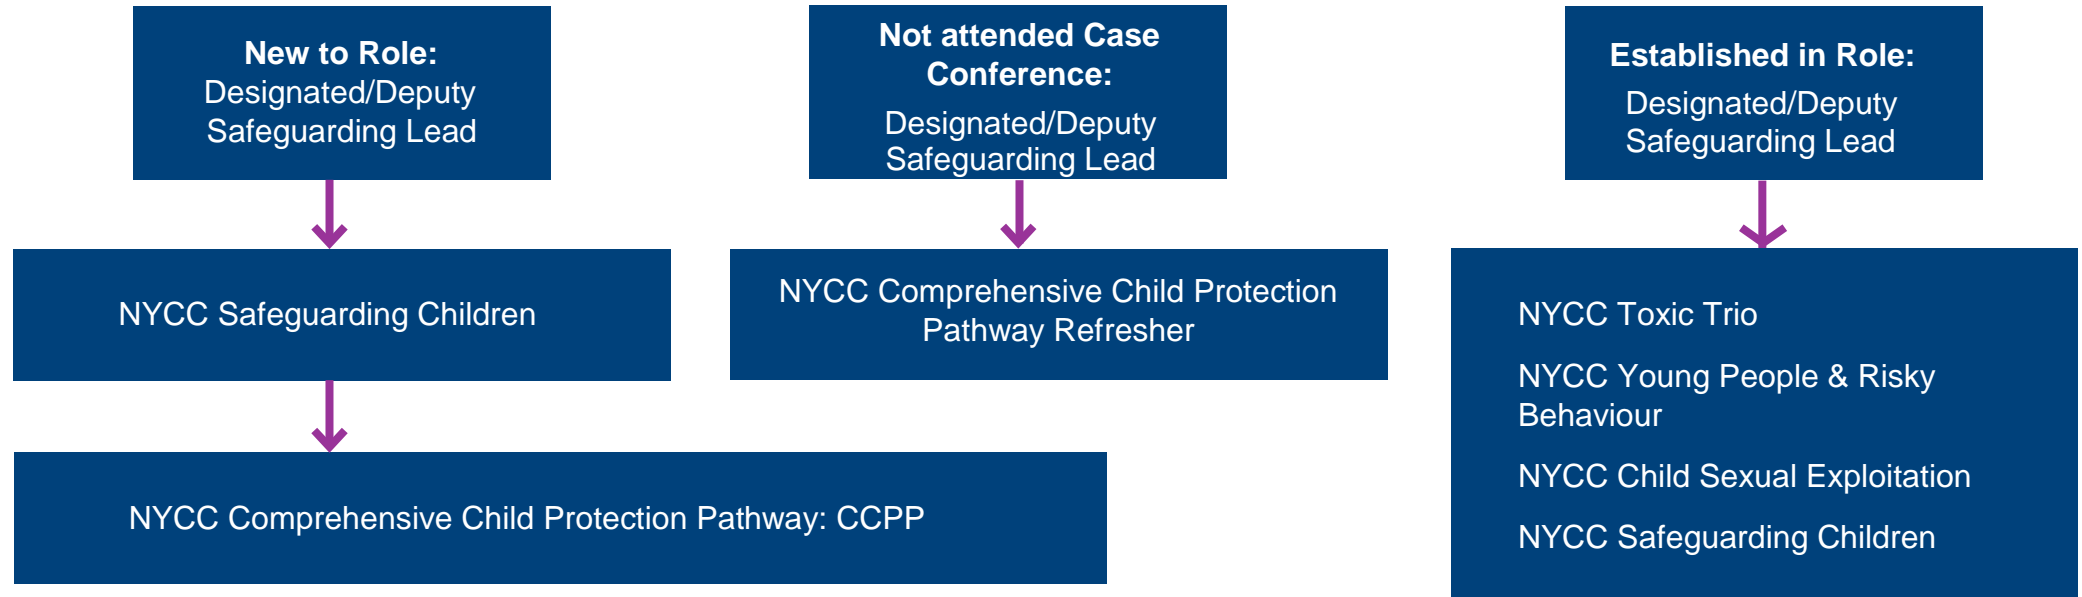 New to Role:
Designated/Deputy
Safeguarding Lead
Not attended Case
Conference:
Designated/Deputy
Safeguarding Lead
Established in Role:
Designated/Deputy
Safeguarding Lead
NYCC Safeguarding Children
NYCC Comprehensive Child Protection
Pathway Refresher
NYCC Toxic Trio
NYCC Young People & Risky
Behaviour
NYCC Child Sexual Exploitation
NYCC Safeguarding Children
NYCC Comprehensive Child Protection Pathway: CCPP